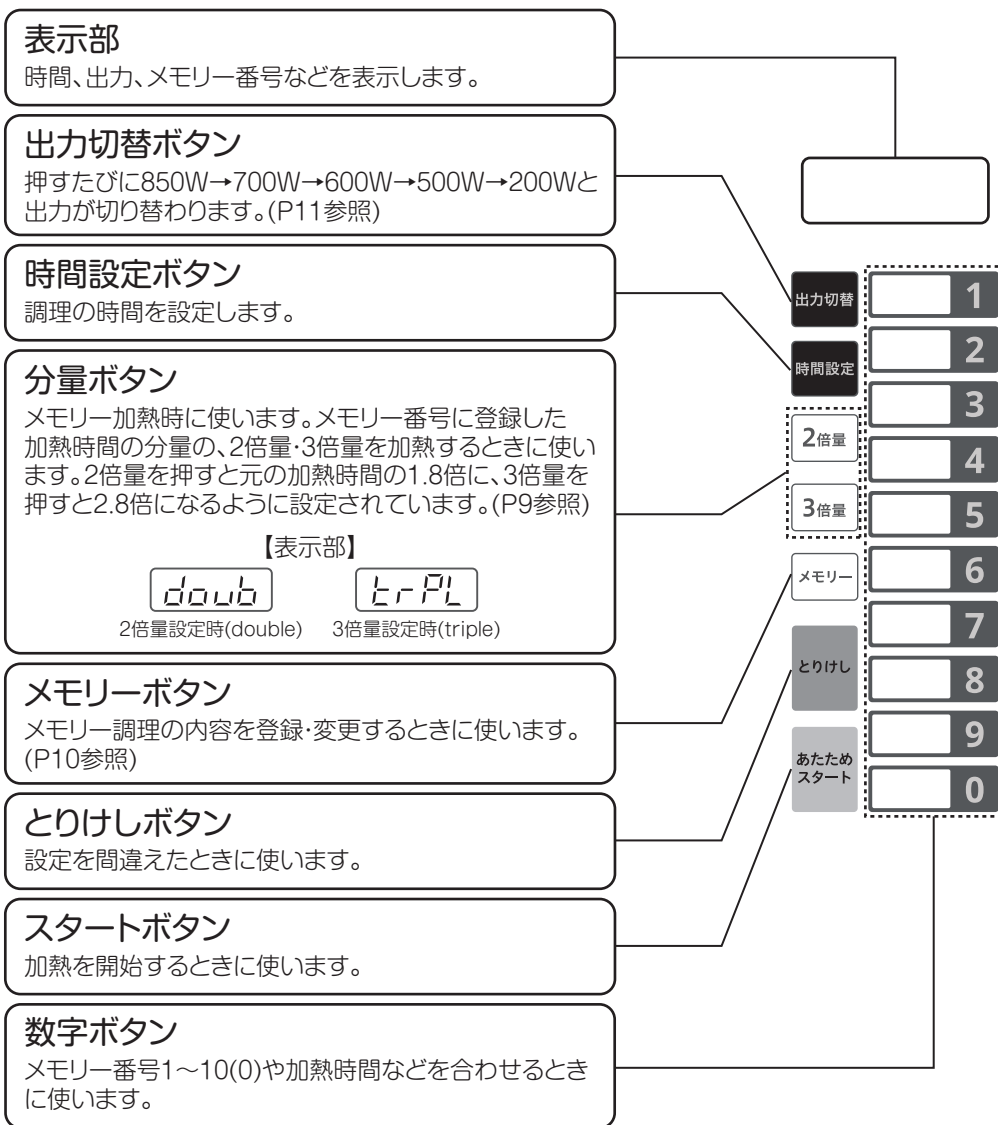 表示部
時間、出力、メモリー番号などを表示します。
出力切替ボタン
押すたびに850W→700W→600W→500W→200Wと
出力が切り替わります。(P11参照)
時間設定ボタン
調理の時間を設定します。
分量ボタン
メモリー加熱時に使います。メモリー番号に登録した
加熱時間の分量の、2倍量・3倍量を加熱するときに使い
ます。2倍量を押すと元の加熱時間の1.8倍に、3倍量を
押すと2.8倍になるように設定されています。(P9参照)
【表示部】
doub
trPL
2倍量設定時(double)
3倍量設定時(triple)
メモリーボタン
メモリー調理の内容を登録・変更するときに使います。
(P10参照)
とりけしボタン
設定を間違えたときに使います。
スタートボタン
加熱を開始するときに使います。
数字ボタン
メモリー番号1～10(0)や加熱時間などを合わせるとき
に使います。
出力切替
時間設定
2倍量
3倍量
メモリー
とりけし
あたため
スタート
1
2
3
4
5
6
7
8
9
0